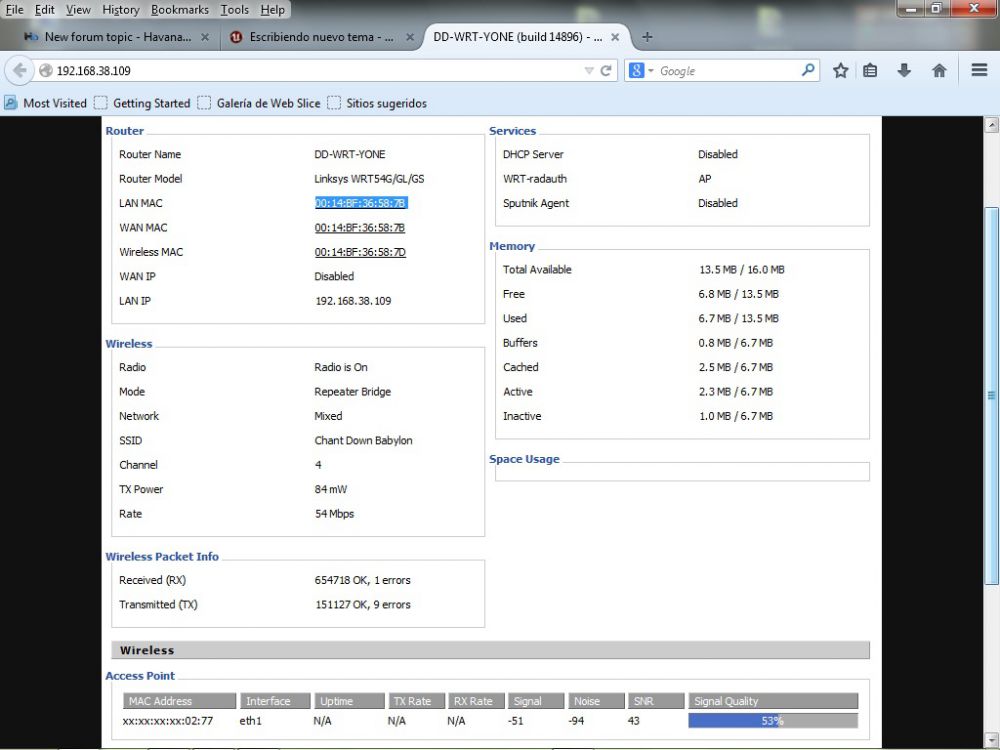 File Edit View History Bookmarks Tools Help
New forum topic - Havana... × Escribiendo nuevo tema - ... × DD-WRT-YONE (build 14896) - ... × +
192.168.38.109 Google
Most Visited Getting Started Galería de Web Slice Sitios sugeridos
Router
Router Name DD-WRT-YONE
Router Model Linksys WRT54G/GL/GS
LAN MAC 00:14:BF:36:58:7B
WAN MAC 00:14:BF:36:58:7B
Wireless MAC 00:14:BF:36:58:7D
WAN IP Disabled
LAN IP 192.168.38.109
Wireless
Radio Radio is On
Mode Repeater Bridge
Network Mixed
SSID Chant Down Babylon
Channel 4
TX Power 84 mW
Rate 54 Mbps
Wireless Packet Info
Received (RX) 654718 OK, 1 errors
Transmitted (TX) 151127 OK, 9 errors
Services
DHCP Server Disabled
WRT-radauth AP
Sputnik Agent Disabled
Memory
Total Available 13.5 MB / 16.0 MB
Free 6.8 MB / 13.5 MB
Used 6.7 MB / 13.5 MB
Buffers 0.8 MB / 6.7 MB
Cached 2.5 MB / 6.7 MB
Active 2.3 MB / 6.7 MB
Inactive 1.0 MB / 6.7 MB
Space Usage
Wireless
Access Point
MAC Address Interface Uptime TX Rate RX Rate Signal Noise SNR Signal Quality
xx:xx:xx:xx:02:77 eth1 N/A N/A N/A -51 -94 43 53%